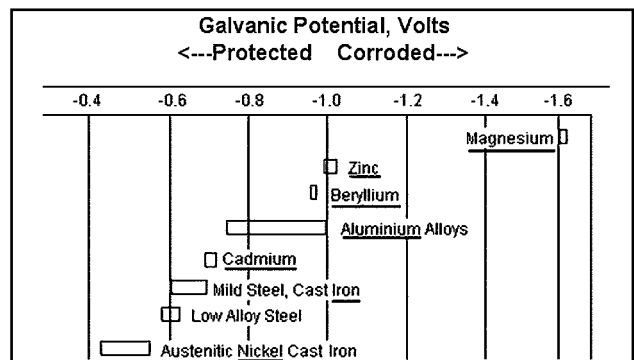 Galvanic Potential, Volts
<---Protected Corroded--->
-0.4 -0.6 -0.8 -1.0 -1.2 -1.4 -1.6
Magnesium
Zinc
Beryllium
Aluminium Alloys
Cadmium
Mild Steel, Cast Iron
Low Alloy Steel
Austenitic Nickel Cast Iron